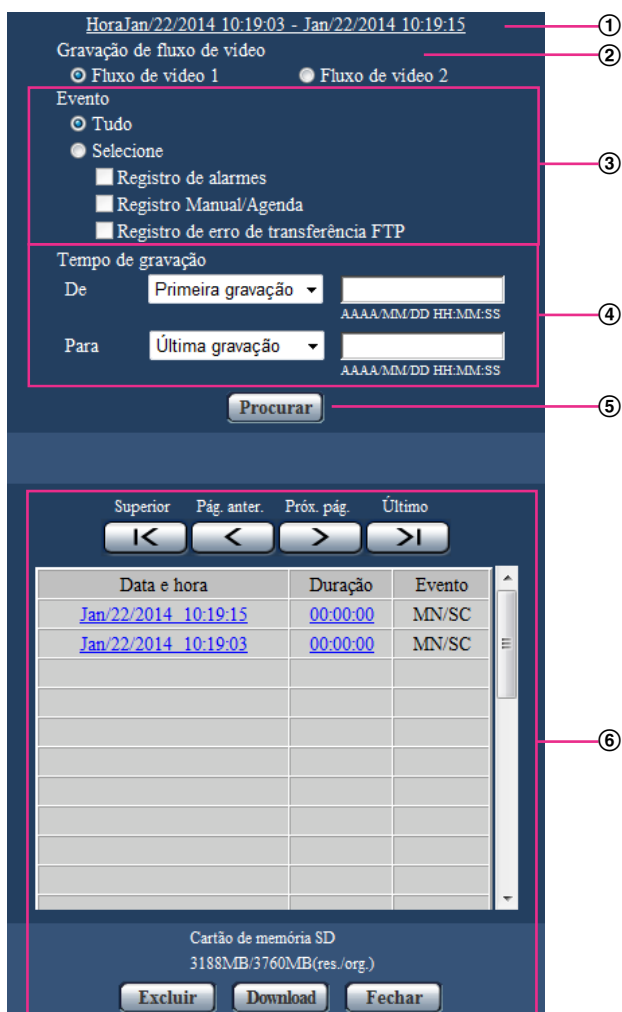 HoraJan/22/2014 10:19:03 - Jan/22/2014 10:19:15 ①
Gravação de fluxo de video ②
Fluxo de video 1 Fluxo de video 2
Evento
Tudo
Selecione ③
Registro de alarmes
Registro Manual/Agenda
Registro de erro de transferência FTP
Tempo de gravação
De Primeira gravação
AAAA/MM/DD HH:MM:SS ④
Para Última gravação
AAAA/MM/DD HH:MM:SS
Procurar ⑤
Superior Pág. anter. Próx. pág. Último
Data e hora Duração Evento
Jan/22/2014 10:19:15 00:00:00 MN/SC
Jan/22/2014 10:19:03 00:00:00 MN/SC
⑥
Cartão de memória SD
3188MB/3760MB(res./org.)
Excluir Download Fechar